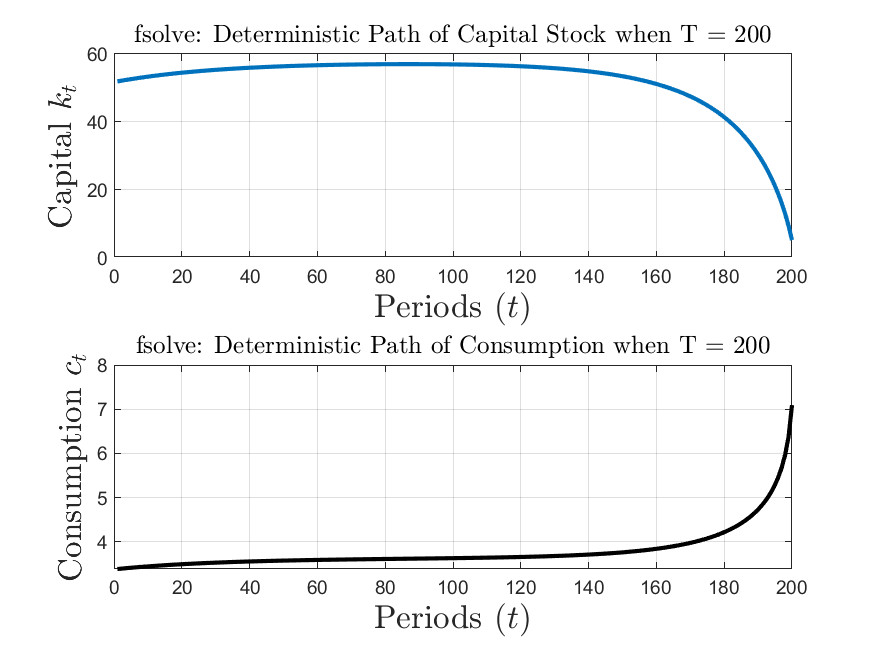 fsolve: Deterministic Path of Capital Stock when T = 200
Capital $k_t$
60
40
20
0
0 20 40 60 80 100 120 140 160 180 200
Periods ($t$)
fsolve: Deterministic Path of Consumption when T = 200
Consumption $c_t$
8
7
6
5
4
0 20 40 60 80 100 120 140 160 180 200
Periods ($t$)